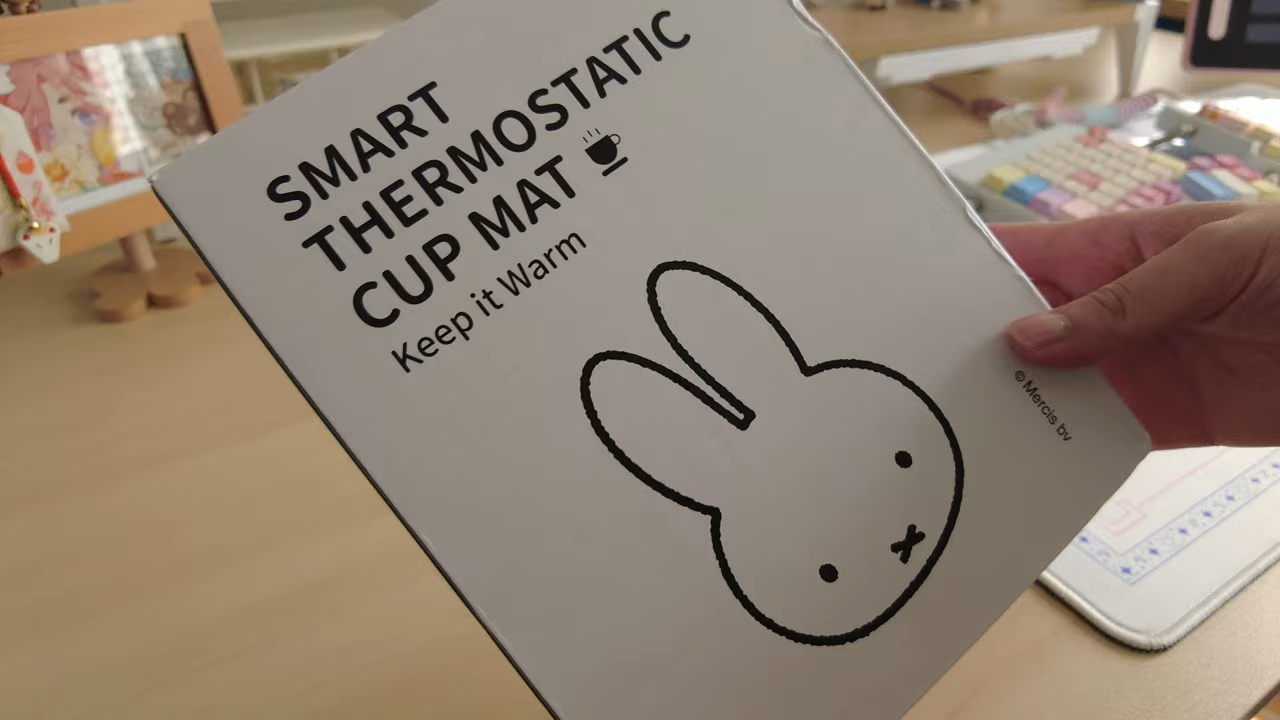 SMART
THERMOSTATIC
CUP MAT
Keep it Warm
© Mercis bv